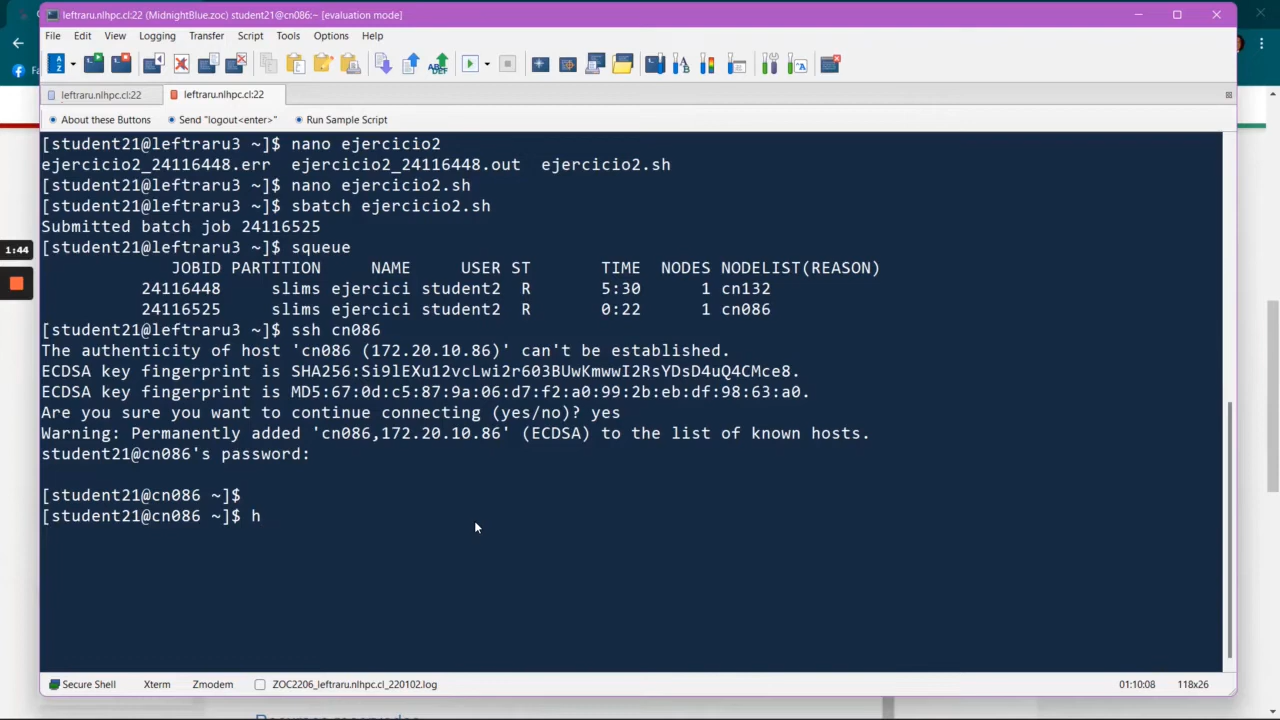 leftraru.nlhpc.cl:22 (MidnightBlue.zoc) student21@cn086:~ [evaluation mode]
File Edit View Logging Transfer Script Tools Options Help
leftraru.nlhpc.cl:22 leftraru.nlhpc.cl:22
About these Buttons Send "logout<enter>" Run Sample Script
[student21@leftraru3 ~]$ nano ejercicio2
ejercicio2_24116448.err ejercicio2_24116448.out ejercicio2.sh
[student21@leftraru3 ~]$ nano ejercicio2.sh
[student21@leftraru3 ~]$ sbatch ejercicio2.sh
Submitted batch job 24116525
[student21@leftraru3 ~]$ squeue
JOBID PARTITION NAME USER ST TIME NODES NODELIST(REASON)
24116448 slims ejercici student2 R 5:30 1 cn132
24116525 slims ejercici student2 R 0:22 1 cn086
[student21@leftraru3 ~]$ ssh cn086
The authenticity of host 'cn086 (172.20.10.86)' can't be established.
ECDSA key fingerprint is SHA256:Si9lEXu12vcLwi2r603BUwKmwwI2RsYDsD4uQ4CMce8.
ECDSA key fingerprint is MD5:67:0d:c5:87:9a:06:d7:f2:a0:99:2b:eb:df:98:63:a0.
Are you sure you want to continue connecting (yes/no)? yes
Warning: Permanently added 'cn086,172.20.10.86' (ECDSA) to the list of known hosts.
student21@cn086's password:
[student21@cn086 ~]$
[student21@cn086 ~]$ h
1:44
Secure Shell Xterm Zmodem ZOC2206_leftraru.nlhpc.cl_220102.log 01:10:08 118x26